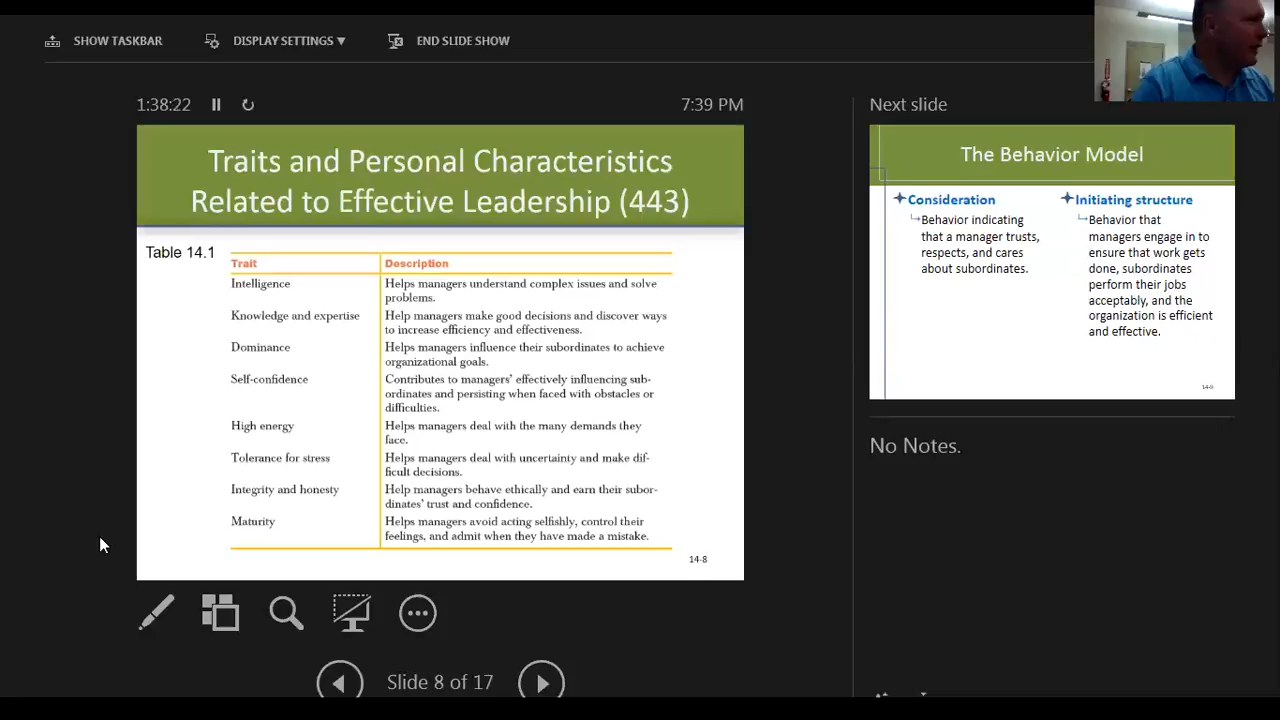 SHOW TASKBAR
DISPLAY SETTINGS ▼
END SLIDE SHOW
1:38:22
7:39 PM
Traits and Personal Characteristics
Related to Effective Leadership (443)
Table 14.1
Trait
Description
Intelligence
Helps managers understand complex issues and solve
problems.
Knowledge and expertise
Help managers make good decisions and discover ways
to increase efficiency and effectiveness.
Dominance
Helps managers influence their subordinates to achieve
organizational goals.
Self-confidence
Contributes to managers' effectively influencing sub-
ordinates and persisting when faced with obstacles or
difficulties.
High energy
Helps managers deal with the many demands they
face.
Tolerance for stress
Helps managers deal with uncertainty and make dif-
ficult decisions.
Integrity and honesty
Help managers behave ethically and earn their subor-
dinates' trust and confidence.
Maturity
Helps managers avoid acting selfishly, control their
feelings, and admit when they have made a mistake.
14-8
Slide 8 of 17
Next slide
The Behavior Model
Consideration
Behavior indicating
that a manager trusts,
respects, and cares
about subordinates.
Initiating structure
Behavior that
managers engage in to
ensure that work gets
done, subordinates
perform their jobs
acceptably, and the
organization is efficient
and effective.
No Notes.